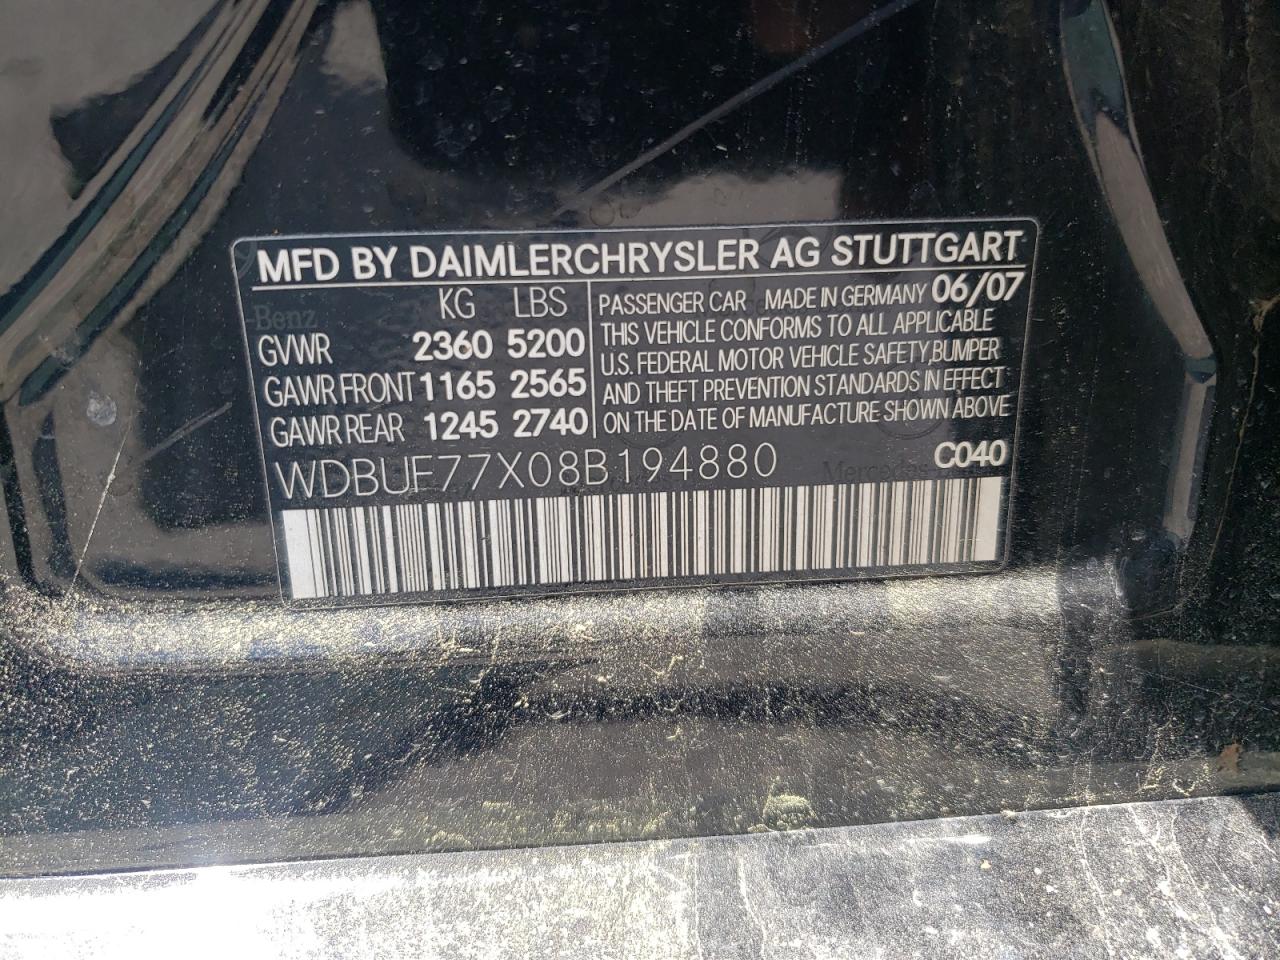 MFD BY DAIMLERCHRYSLER AG STUTTGART
KG LBS
GVWR 2360 5200
GAWR FRONT 1165 2565
GAWR REAR 1245 2740
PASSENGER CAR MADE IN GERMANY 06/07
THIS VEHICLE CONFORMS TO ALL APPLICABLE
U.S. FEDERAL MOTOR VEHICLE SAFETY,BUMPER
AND THEFT PREVENTION STANDARDS IN EFFECT
ON THE DATE OF MANUFACTURE SHOWN ABOVE
WDBUF77X08B194880
C040
Benz
Mercedes